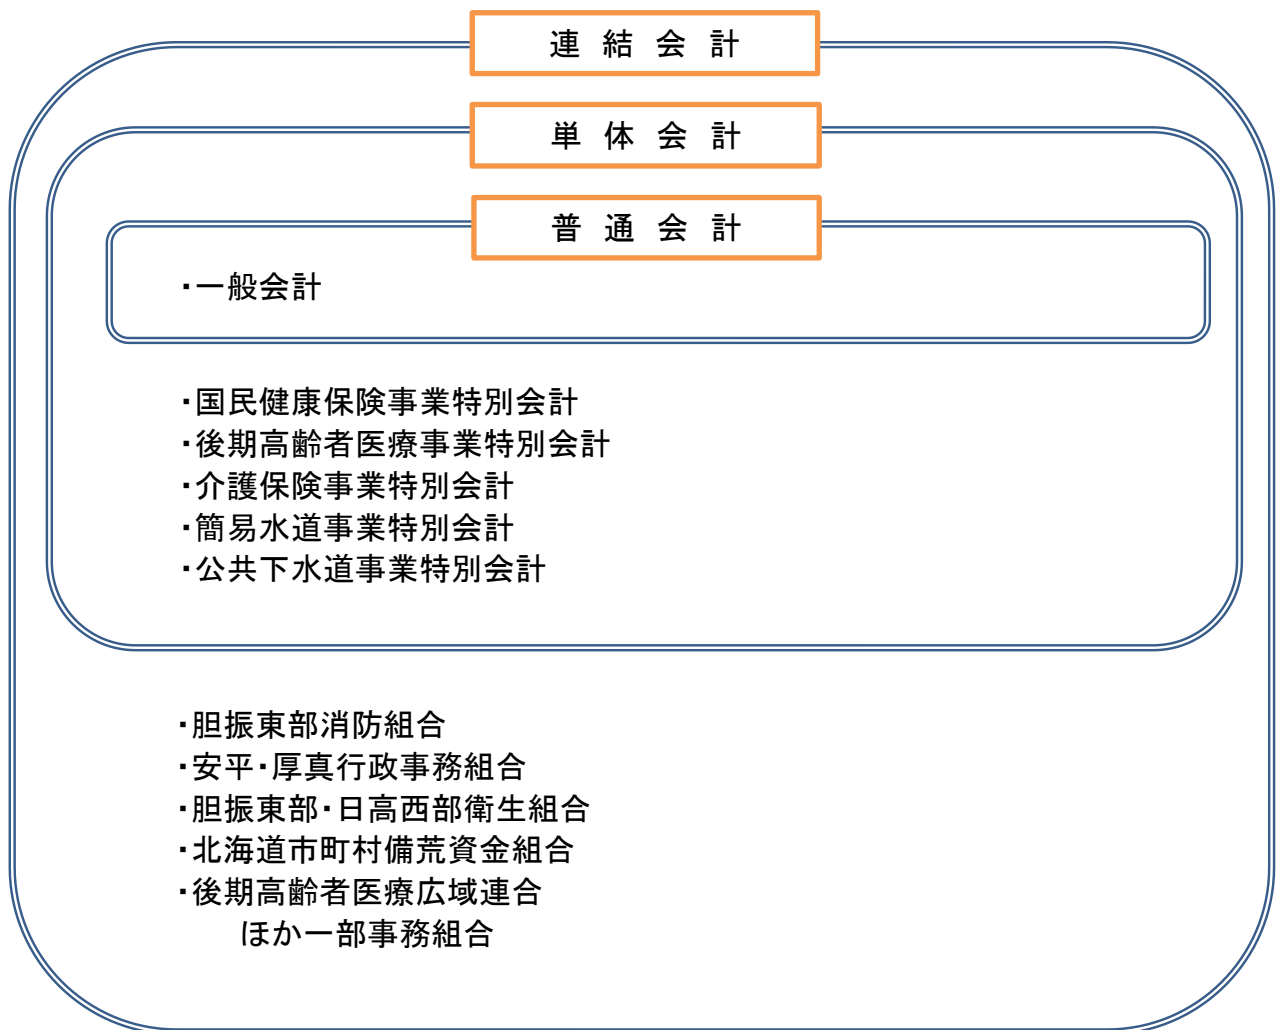 連 結 会 計
単 体 会 計
普 通 会 計
・一般会計
・国民健康保険事業特別会計
・後期高齢者医療事業特別会計
・介護保険事業特別会計
・簡易水道事業特別会計
・公共下水道事業特別会計
・胆振東部消防組合
・安平・厚真行政事務組合
・胆振東部・日高西部衛生組合
・北海道市町村備荒資金組合
・後期高齢者医療広域連合
ほか一部事務組合